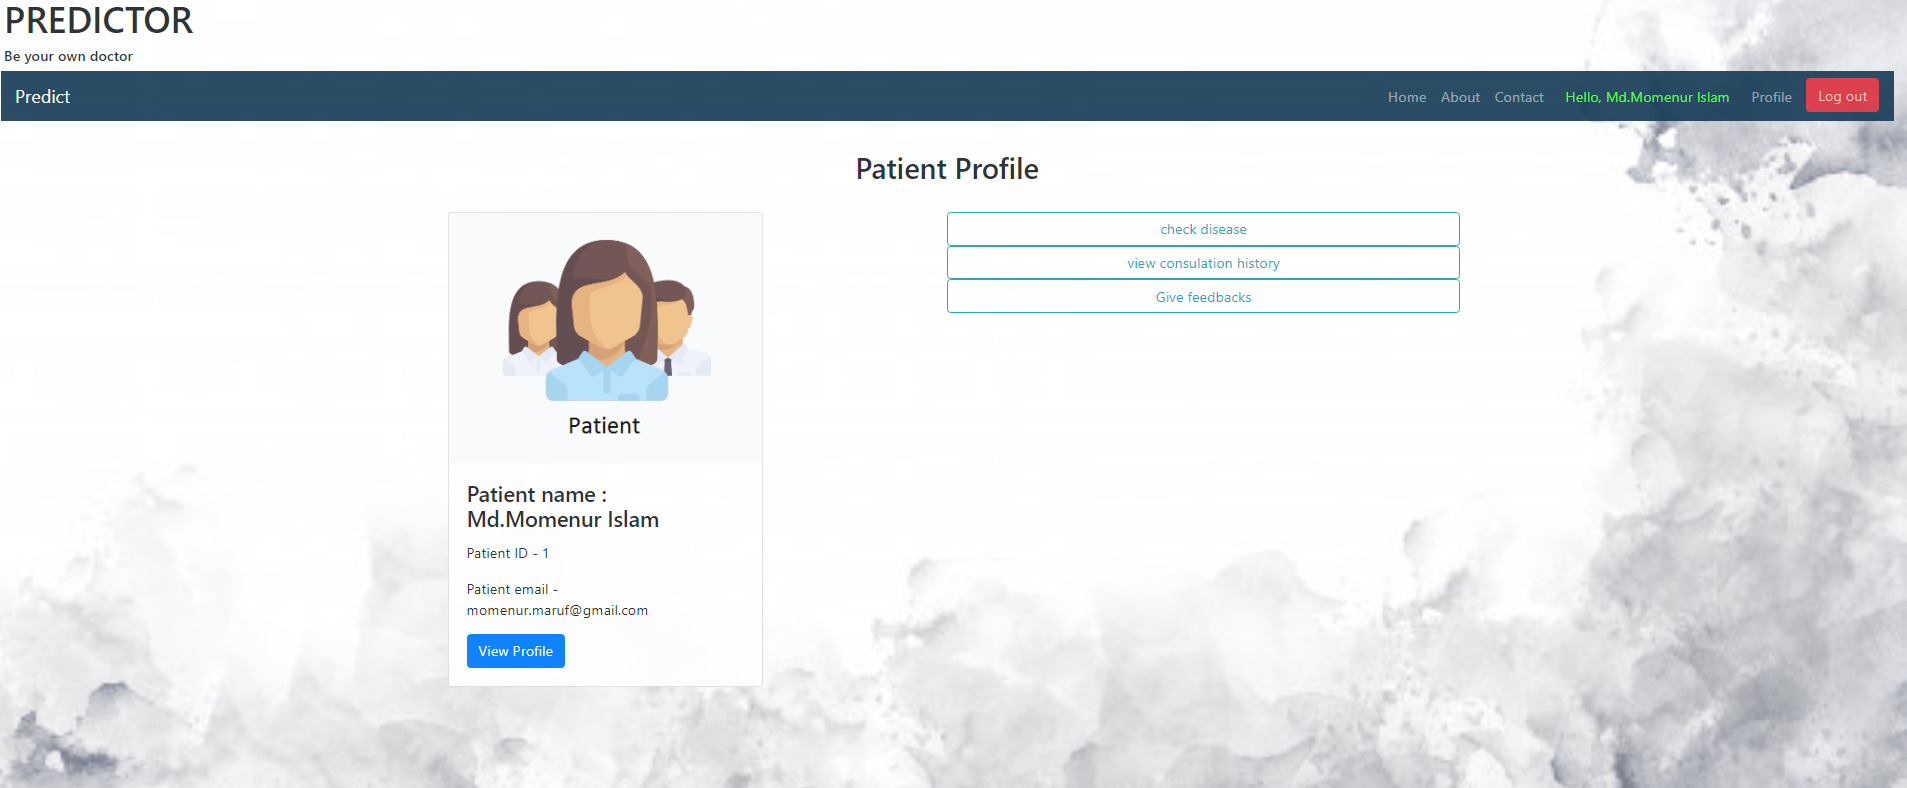 PREDICTOR
Be your own doctor
Predict Home About Contact Hello, Md.Momenur Islam Profile Log out
Patient Profile
check disease
view consulation history
Give feedbacks
Patient
Patient name :
Md.Momenur Islam
Patient ID - 1
Patient email -
momenur.maruf@gmail.com
View Profile